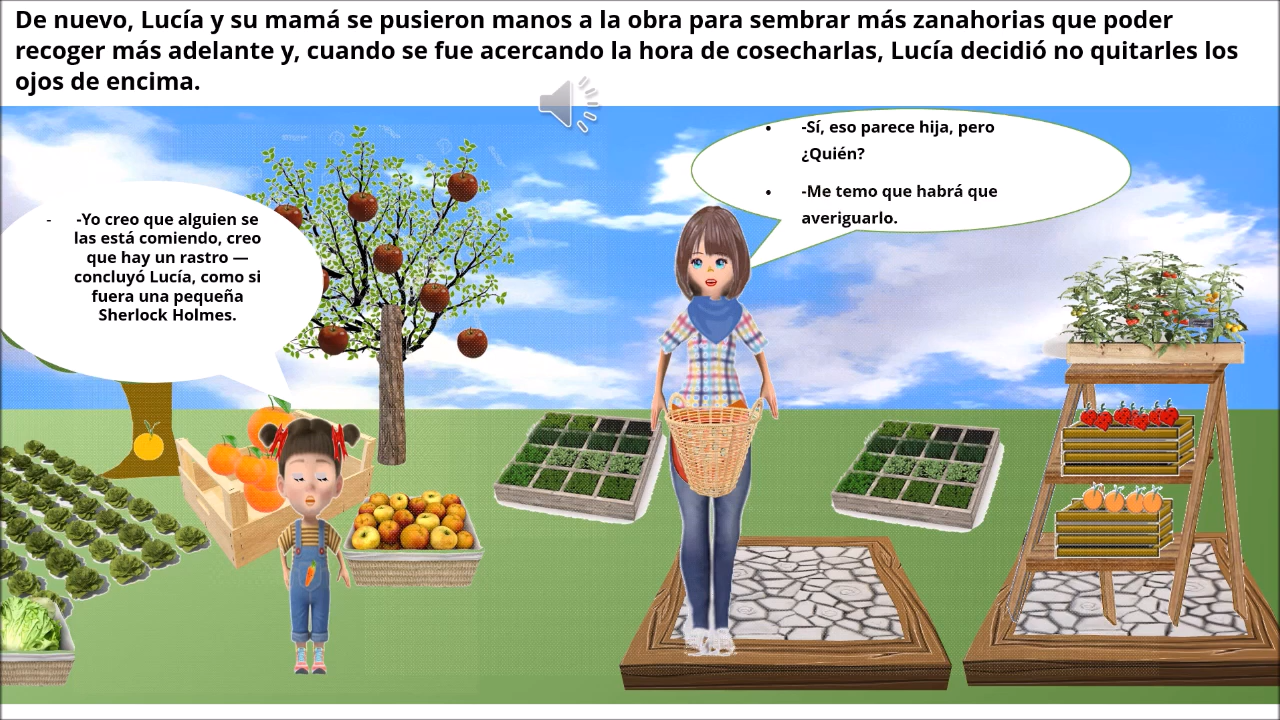 De nuevo, Lucía y su mamá se pusieron manos a la obra para sembrar más zanahorias que poder
recoger más adelante y, cuando se fue acercando la hora de cosecharlas, Lucía decidió no quitarles los
ojos de encima.
- -Yo creo que alguien se
las está comiendo, creo
que hay un rastro —
concluyó Lucía, como si
fuera una pequeña
Sherlock Holmes.
• -Sí, eso parece hija, pero
¿Quién?
• -Me temo que habrá que
averiguarlo.